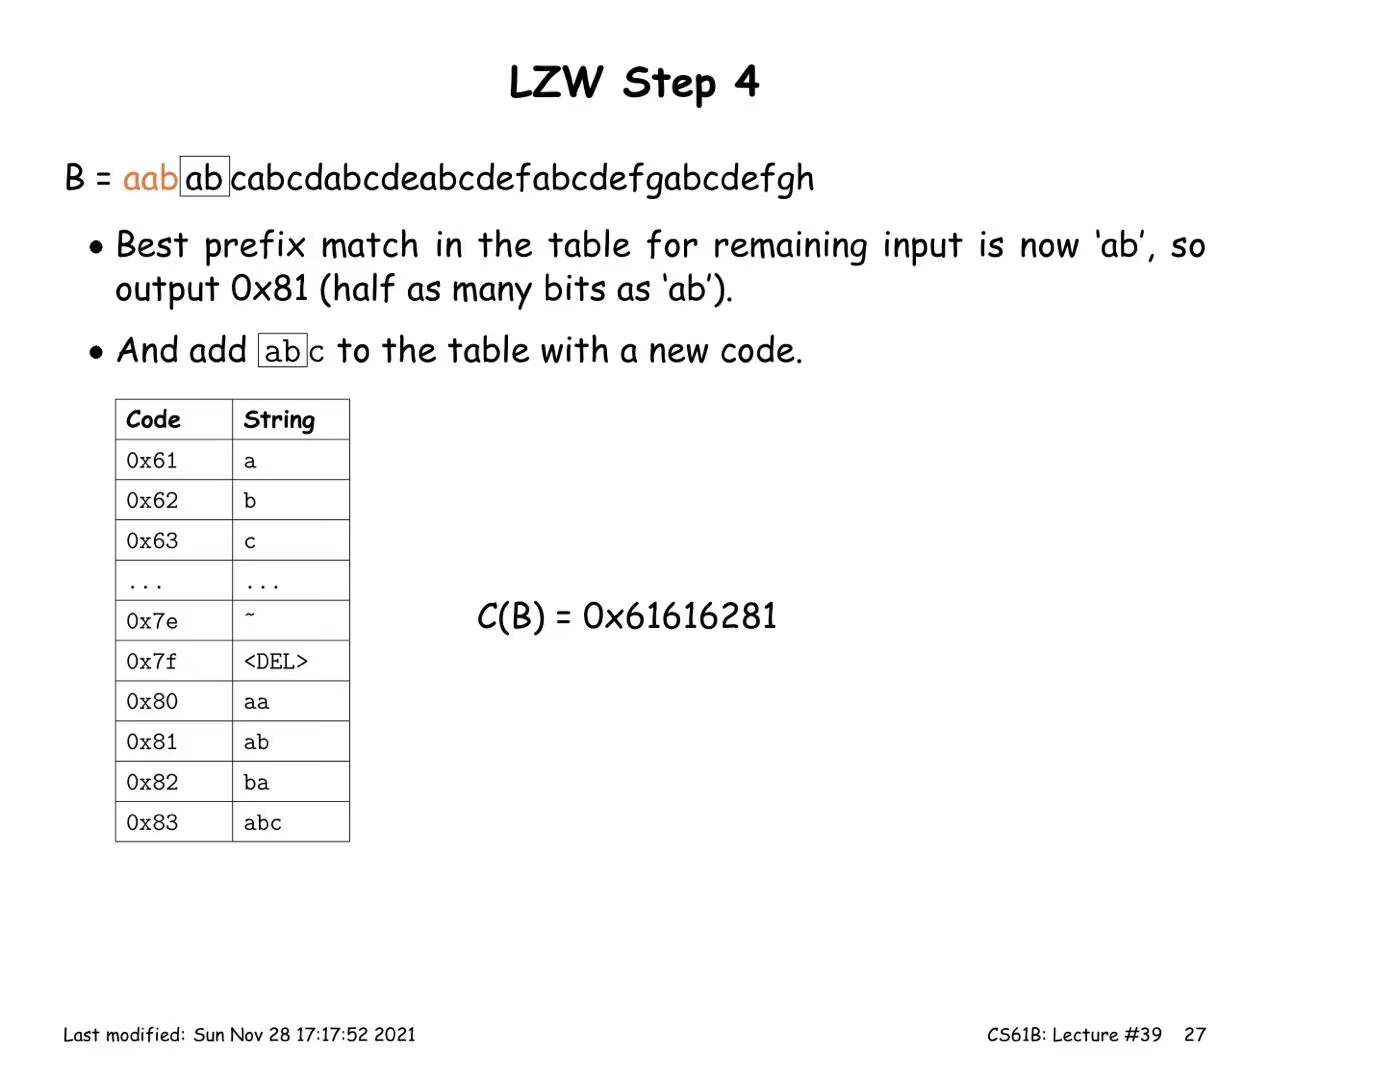 LZW Step 4
B = aababcabcdabcdeabcdefabcdefgabcdefgh
• Best prefix match in the table for remaining input is now ‘ab’, so
output 0x81 (half as many bits as ‘ab’).
• And add abc to the table with a new code.
Code String
0x61 a
0x62 b
0x63 c
... ...
0x7e ~
0x7f <DEL>
0x80 aa
0x81 ab
0x82 ba
0x83 abc
C(B) = 0x61616281
Last modified: Sun Nov 28 17:17:52 2021
CS61B: Lecture #39 27